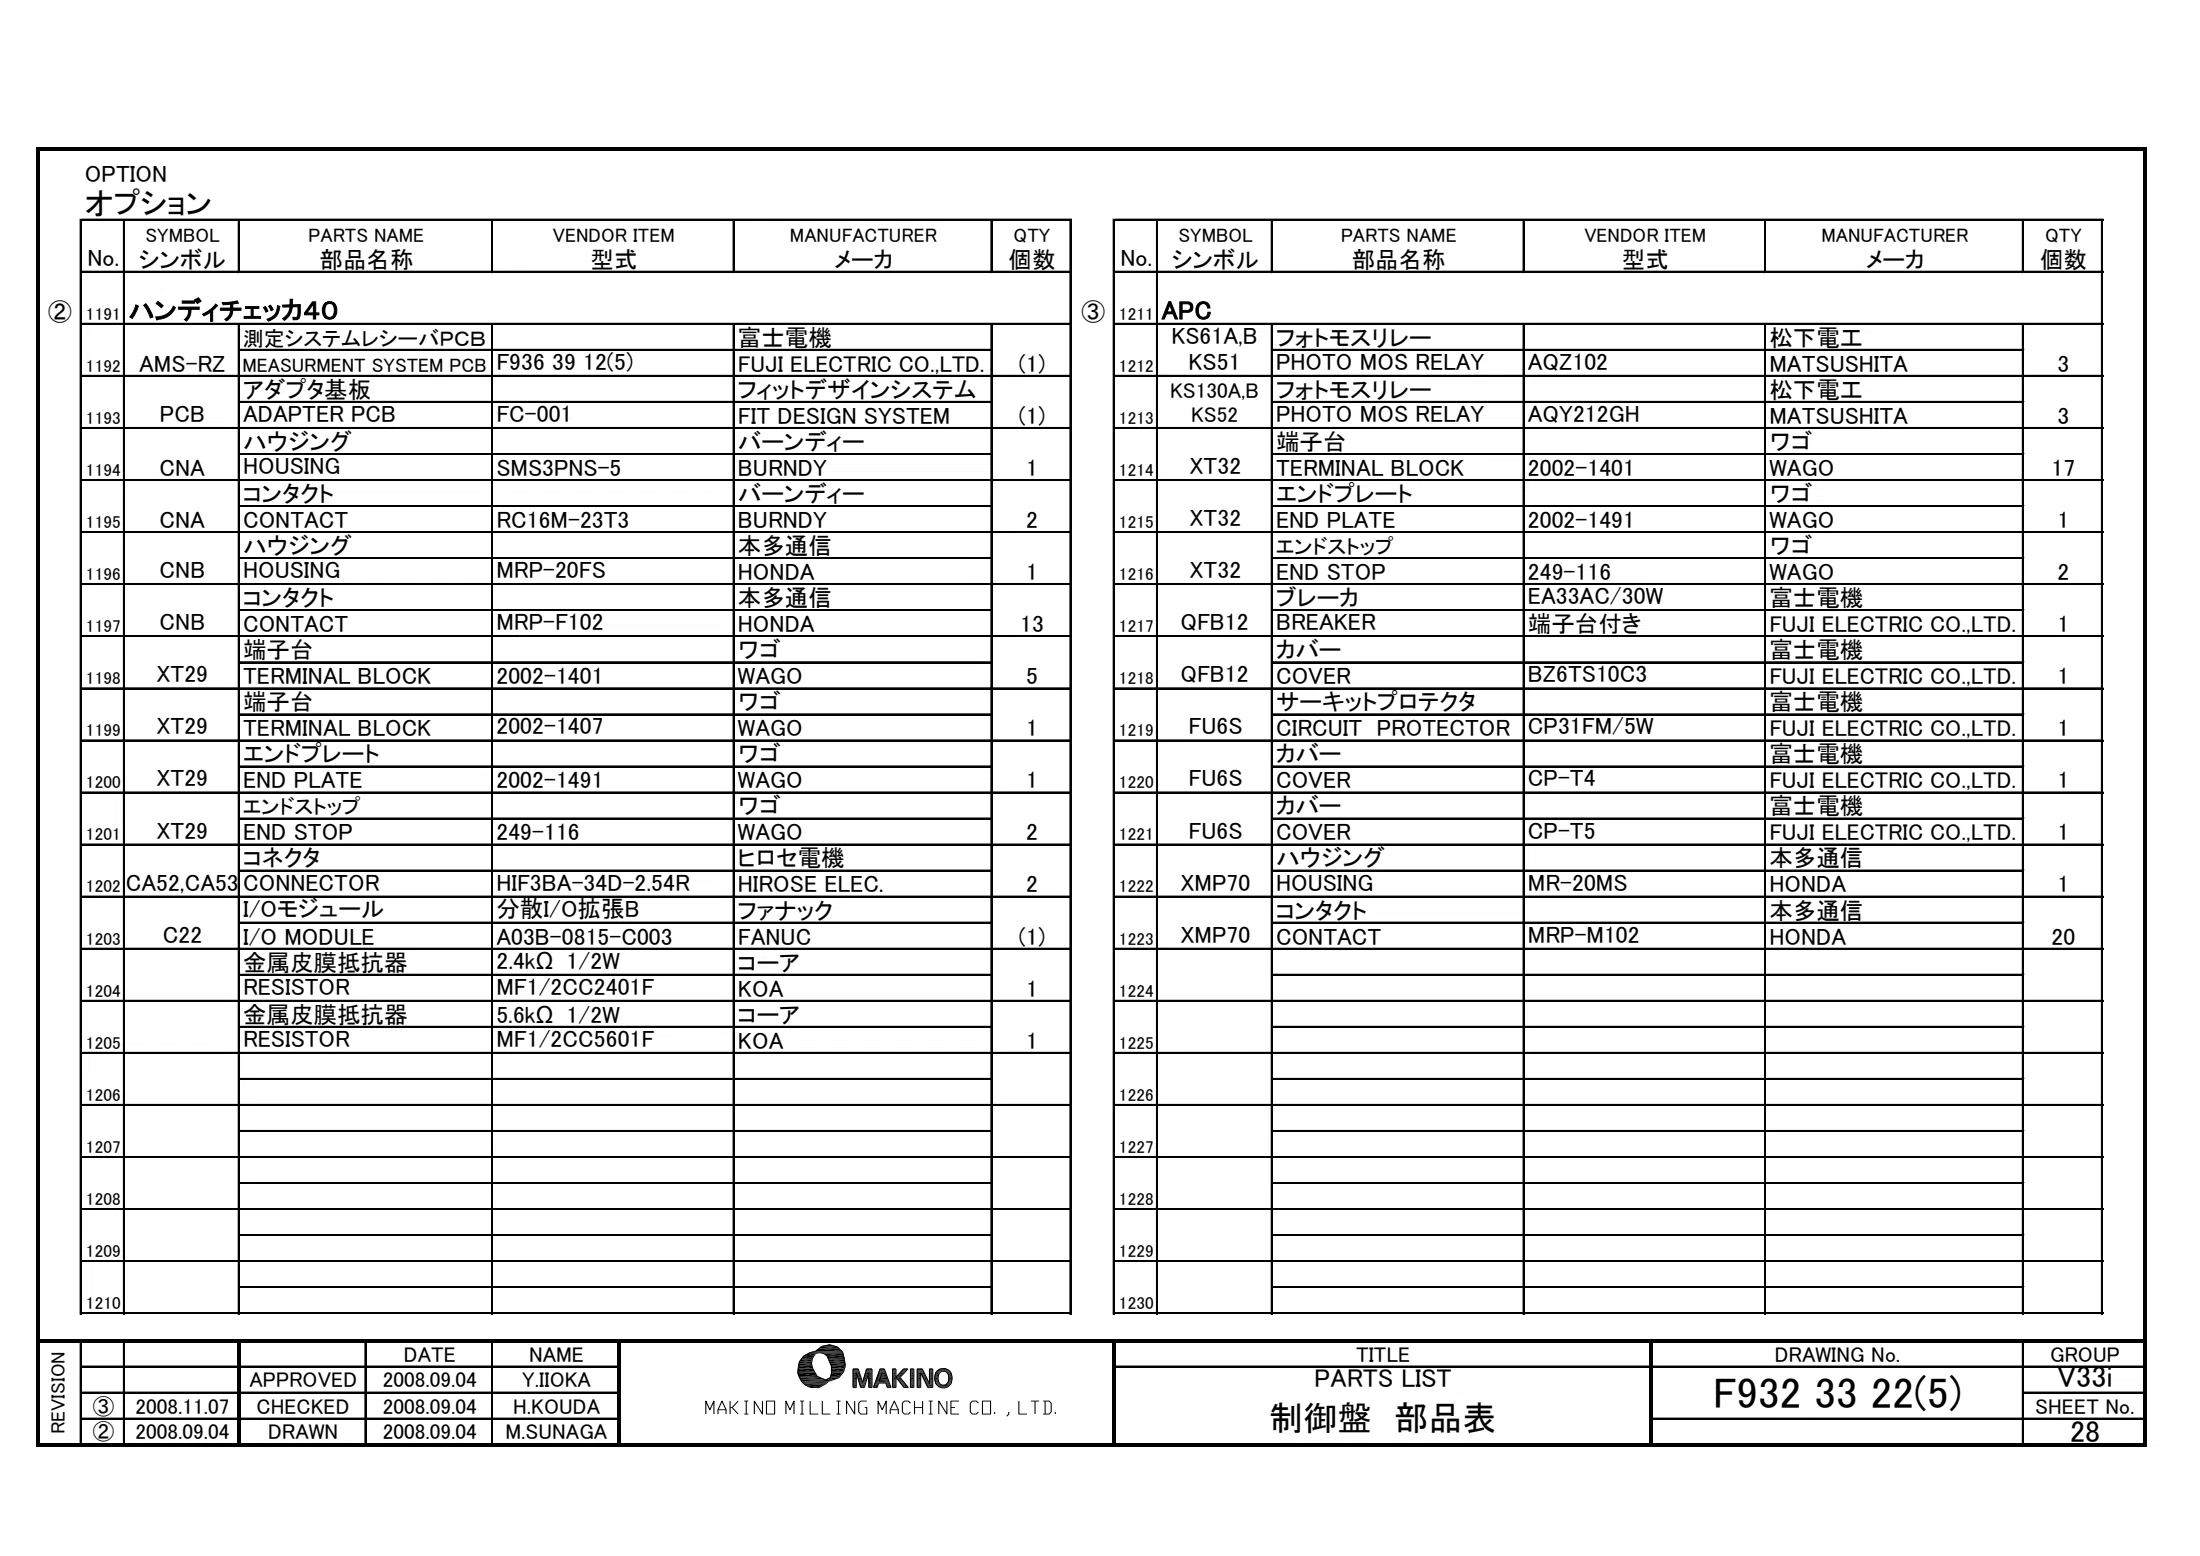 OPTION
オプション
No. SYMBOL PARTS NAME VENDOR ITEM MANUFACTURER QTY
シンボル 部品名称 型式 メーカ 個数
② 1191 ハンディチェッカ40
測定システムレシーバPCB 富士電機
1192 AMS-RZ MEASURMENT SYSTEM PCB F936 39 12(5) FUJI ELECTRIC CO.,LTD. (1)
アダプタ基板 フィットデザインシステム
1193 PCB ADAPTER PCB FC-001 FIT DESIGN SYSTEM (1)
ハウジング バーンディー
1194 CNA HOUSING SMS3PNS-5 BURNDY 1
コンタクト バーンディー
1195 CNA CONTACT RC16M-23T3 BURNDY 2
ハウジング 本多通信
1196 CNB HOUSING MRP-20FS HONDA 1
コンタクト 本多通信
1197 CNB CONTACT MRP-F102 HONDA 13
端子台 ワゴ
1198 XT29 TERMINAL BLOCK 2002-1401 WAGO 5
端子台 ワゴ
1199 XT29 TERMINAL BLOCK 2002-1407 WAGO 1
エンドプレート ワゴ
1200 XT29 END PLATE 2002-1491 WAGO 1
エンドストップ ワゴ
1201 XT29 END STOP 249-116 WAGO 2
コネクタ ヒロセ電機
1202 CA52,CA53 CONNECTOR HIF3BA-34D-2.54R HIROSE ELEC. 2
I/Oモジュール 分散I/O拡張B ファナック
1203 C22 I/O MODULE A03B-0815-C003 FANUC (1)
金属皮膜抵抗器 2.4kΩ 1/2W コーア
1204 RESISTOR MF1/2CC2401F KOA 1
金属皮膜抵抗器 5.6kΩ 1/2W コーア
1205 RESISTOR MF1/2CC5601F KOA 1
1206
1207
1208
1209
1210
No. SYMBOL PARTS NAME VENDOR ITEM MANUFACTURER QTY
シンボル 部品名称 型式 メーカ 個数
③ 1211 APC
KS61A,B フォトモスリレー 松下電工
1212 KS51 PHOTO MOS RELAY AQZ102 MATSUSHITA 3
KS130A,B フォトモスリレー 松下電工
1213 KS52 PHOTO MOS RELAY AQY212GH MATSUSHITA 3
端子台 ワゴ
1214 XT32 TERMINAL BLOCK 2002-1401 WAGO 17
エンドプレート ワゴ
1215 XT32 END PLATE 2002-1491 WAGO 1
エンドストップ ワゴ
1216 XT32 END STOP 249-116 WAGO 2
ブレーカ EA33AC/30W 富士電機
1217 QFB12 BREAKER 端子台付き FUJI ELECTRIC CO.,LTD. 1
カバー 富士電機
1218 QFB12 COVER BZ6TS10C3 FUJI ELECTRIC CO.,LTD. 1
サーキットプロテクタ 富士電機
1219 FU6S CIRCUIT PROTECTOR CP31FM/5W FUJI ELECTRIC CO.,LTD. 1
カバー 富士電機
1220 FU6S COVER CP-T4 FUJI ELECTRIC CO.,LTD. 1
カバー 富士電機
1221 FU6S COVER CP-T5 FUJI ELECTRIC CO.,LTD. 1
ハウジング 本多通信
1222 XMP70 HOUSING MR-20MS HONDA 1
コンタクト 本多通信
1223 XMP70 CONTACT MRP-M102 HONDA 20
1224
1225
1226
1227
1228
1229
1230
REVISION
DATE NAME
APPROVED 2008.09.04 Y.IIOKA
③ 2008.11.07 CHECKED 2008.09.04 H.KOUDA
② 2008.09.04 DRAWN 2008.09.04 M.SUNAGA
MAKINO
MAKINO MILLING MACHINE CO. , LTD.
TITLE
PARTS LIST
制御盤 部品表
DRAWING No.
F932 33 22(5)
GROUP
V33i
SHEET No.
28